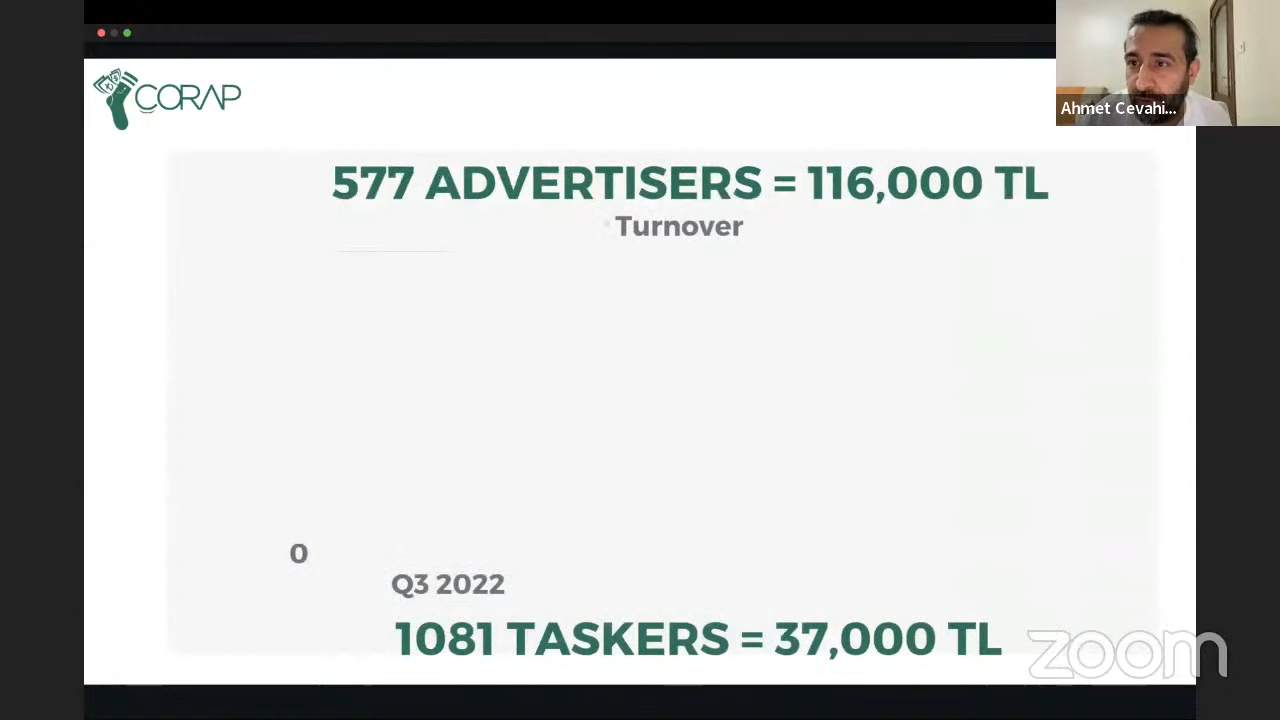 CORAP
Ahmet Cevahi...
577 ADVERTISERS = 116,000 TL
Turnover
0
Q3 2022
1081 TASKERS = 37,000 TL
zoom